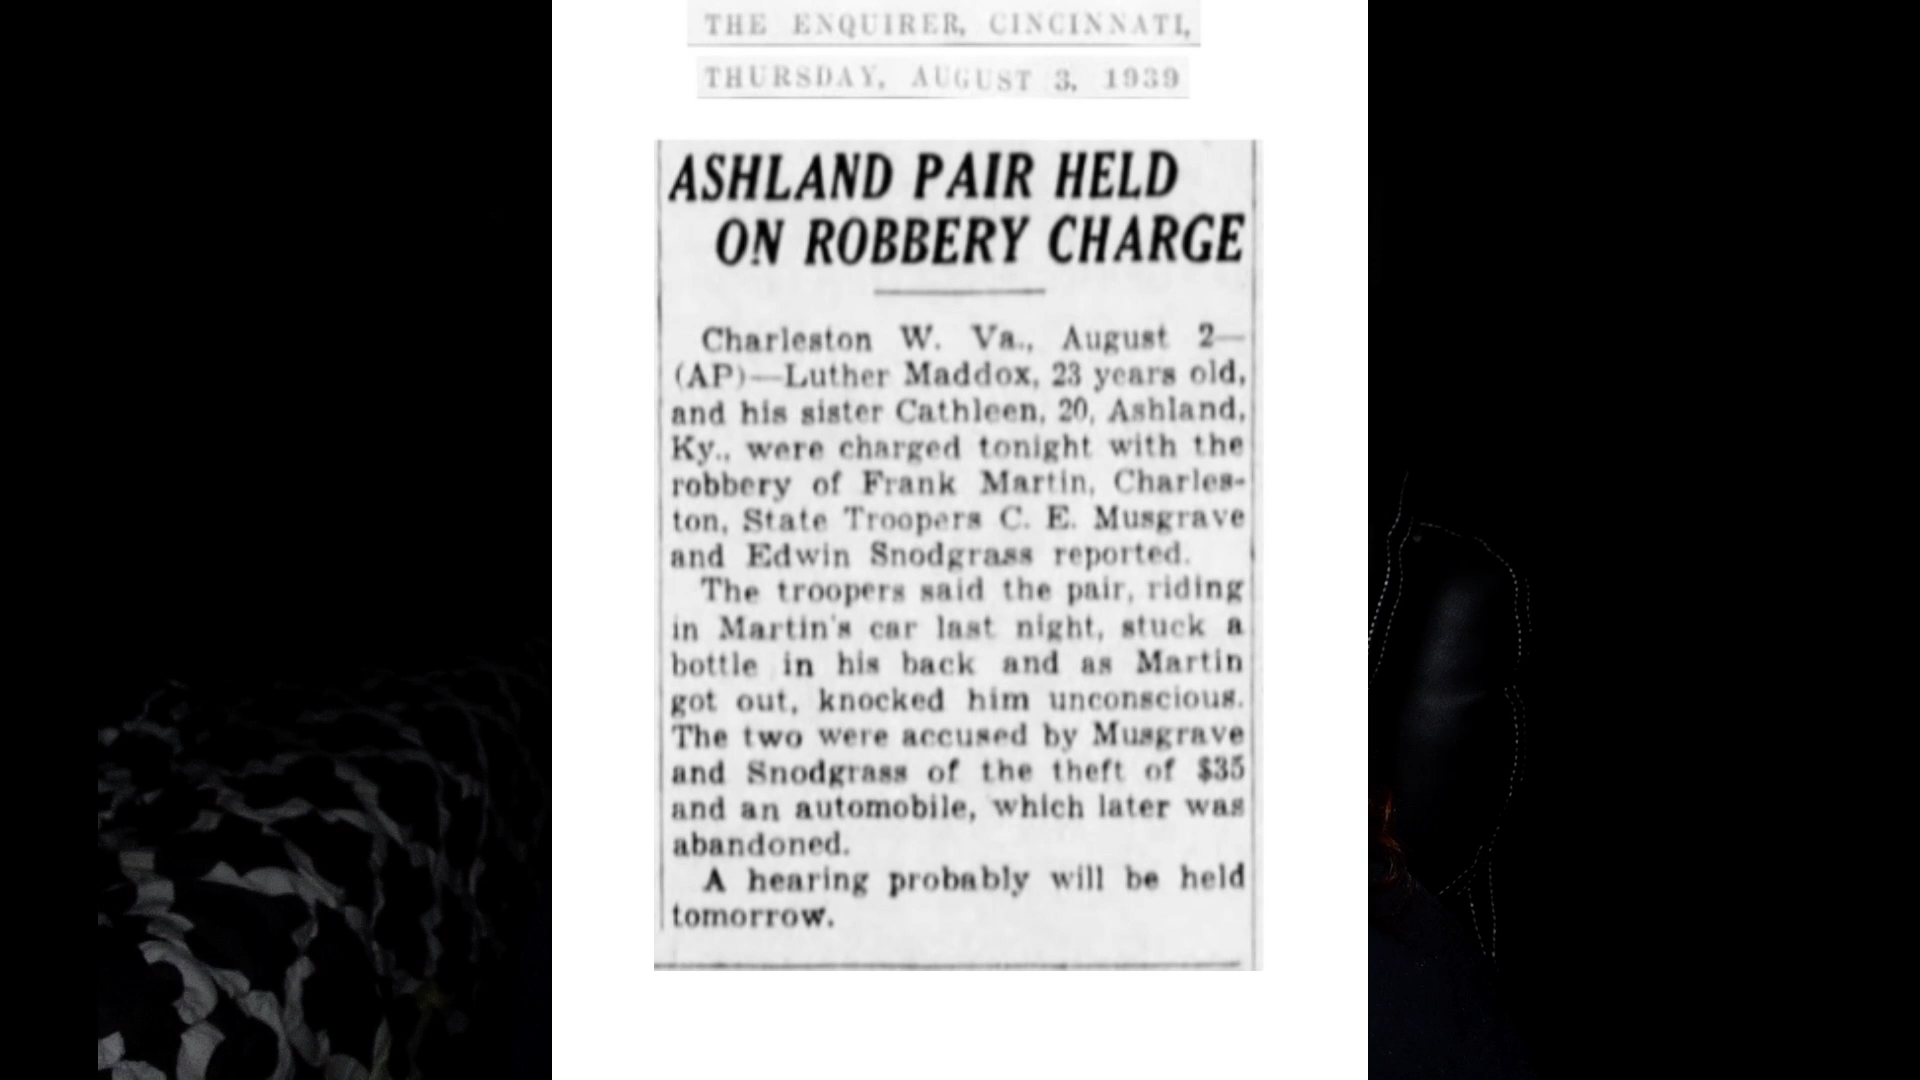 THE ENQUIRER, CINCINNATI,
THURSDAY, AUGUST 3, 1939
ASHLAND PAIR HELD
ON ROBBERY CHARGE
Charleston W. Va., August 2—
(AP)—Luther Maddox, 23 years old,
and his sister Cathleen, 20, Ashland,
Ky., were charged tonight with the
robbery of Frank Martin, Charles-
ton, State Troopers C. E. Musgrave
and Edwin Snodgrass reported.
The troopers said the pair, riding
in Martin's car last night, stuck a
bottle in his back and as Martin
got out, knocked him unconscious.
The two were accused by Musgrave
and Snodgrass of the theft of $35
and an automobile, which later was
abandoned.
A hearing probably will be held
tomorrow.